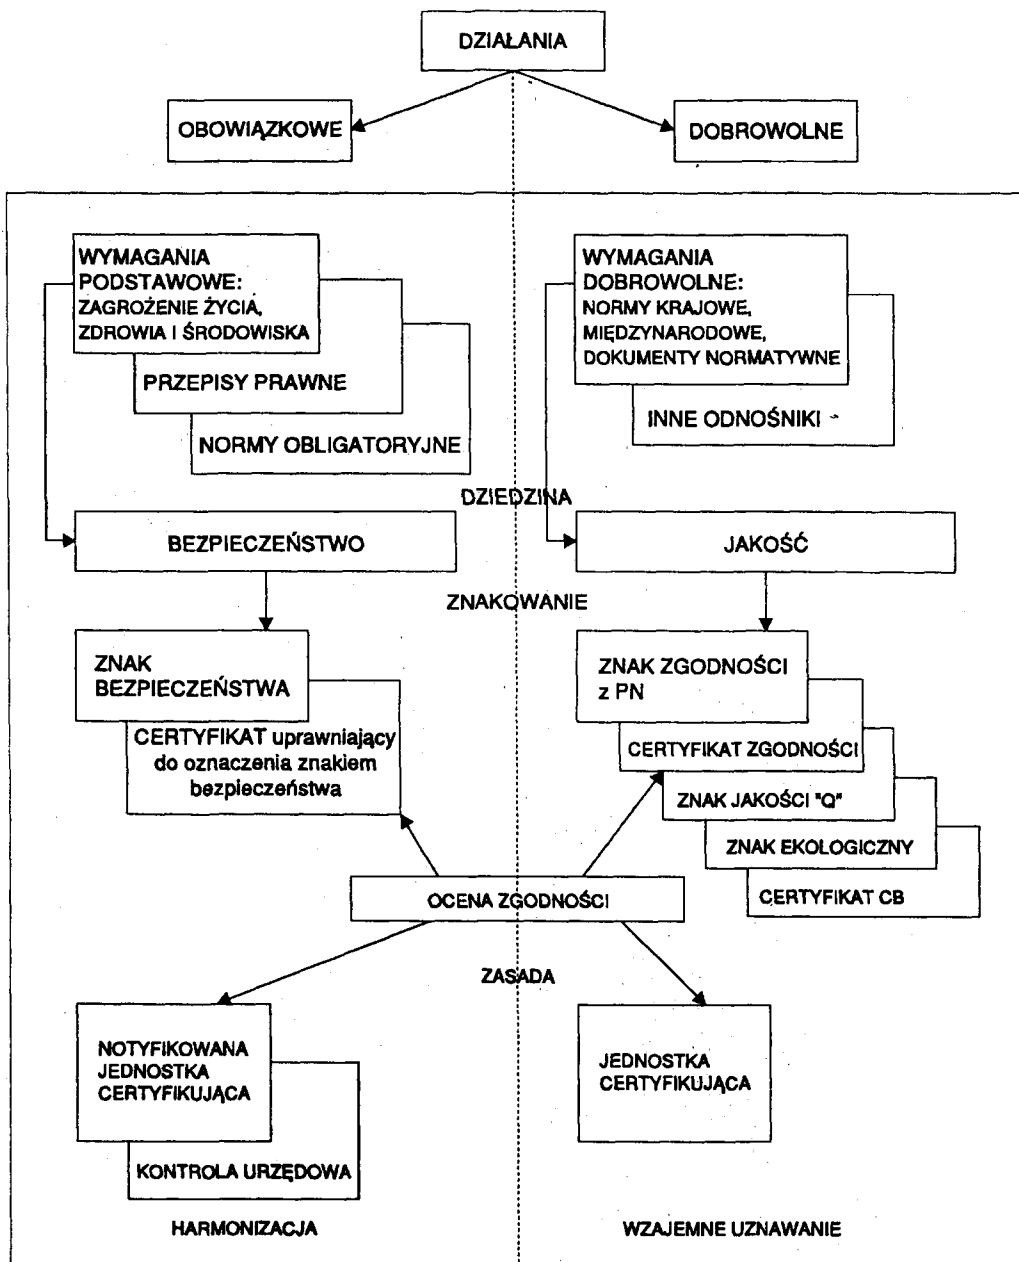 DZIAŁANIA
OBOWIĄZKOWE
DOBROWOLNE
WYMAGANIA
PODSTAWOWE:
ZAGROŻENIE ŻYCIA,
ZDROWIA I ŚRODOWISKA
PRZEPISY PRAWNE
NORMY OBLIGATORYJNE
WYMAGANIA
DOBROWOLNE:
NORMY KRAJOWE,
MIĘDZYNARODOWE,
DOKUMENTY NORMATYWNE
INNE ODNOŚNIKI
DZIEDZINA
BEZPIECZEŃSTWO
JAKOŚĆ
ZNAKOWANIE
ZNAK
BEZPIECZEŃSTWA
CERTYFIKAT uprawniający
do oznaczenia znakiem
bezpieczeństwa
ZNAK ZGODNOŚCI
z PN
CERTYFIKAT ZGODNOŚCI
ZNAK JAKOŚCI "Q"
ZNAK EKOLOGICZNY
CERTYFIKAT CB
OCENA ZGODNOŚCI
ZASADA
NOTYFIKOWANA
JEDNOSTKA
CERTYFIKUJĄCA
KONTROLA URZĘDOWA
JEDNOSTKA
CERTYFIKUJĄCA
HARMONIZACJA
WZAJEMNE UZNAWANIE